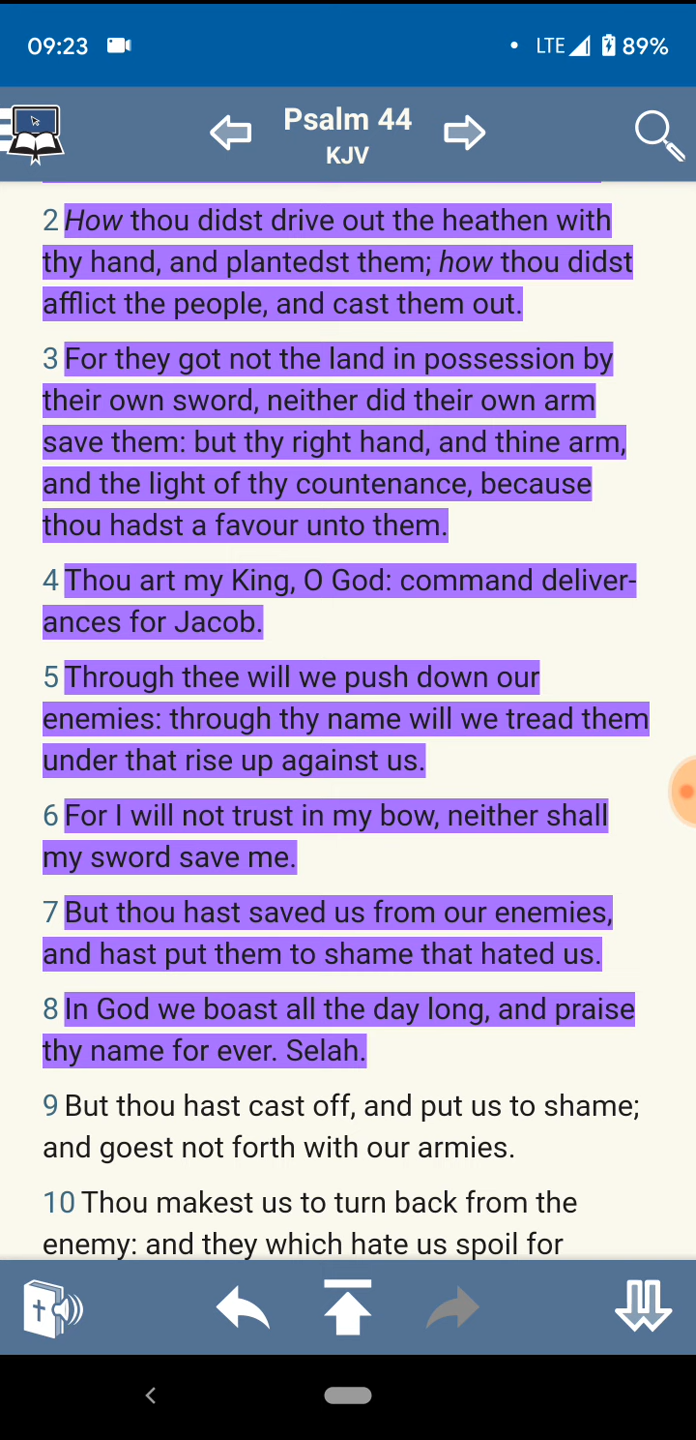 09:23
LTE
89%
Psalm 44
KJV
2 How thou didst drive out the heathen with
thy hand, and plantedst them; how thou didst
afflict the people, and cast them out.
3 For they got not the land in possession by
their own sword, neither did their own arm
save them: but thy right hand, and thine arm,
and the light of thy countenance, because
thou hadst a favour unto them.
4 Thou art my King, O God: command deliver-
ances for Jacob.
5 Through thee will we push down our
enemies: through thy name will we tread them
under that rise up against us.
6 For I will not trust in my bow, neither shall
my sword save me.
7 But thou hast saved us from our enemies,
and hast put them to shame that hated us.
8 In God we boast all the day long, and praise
thy name for ever. Selah.
9 But thou hast cast off, and put us to shame;
and goest not forth with our armies.
10 Thou makest us to turn back from the
enemy: and they which hate us spoil for